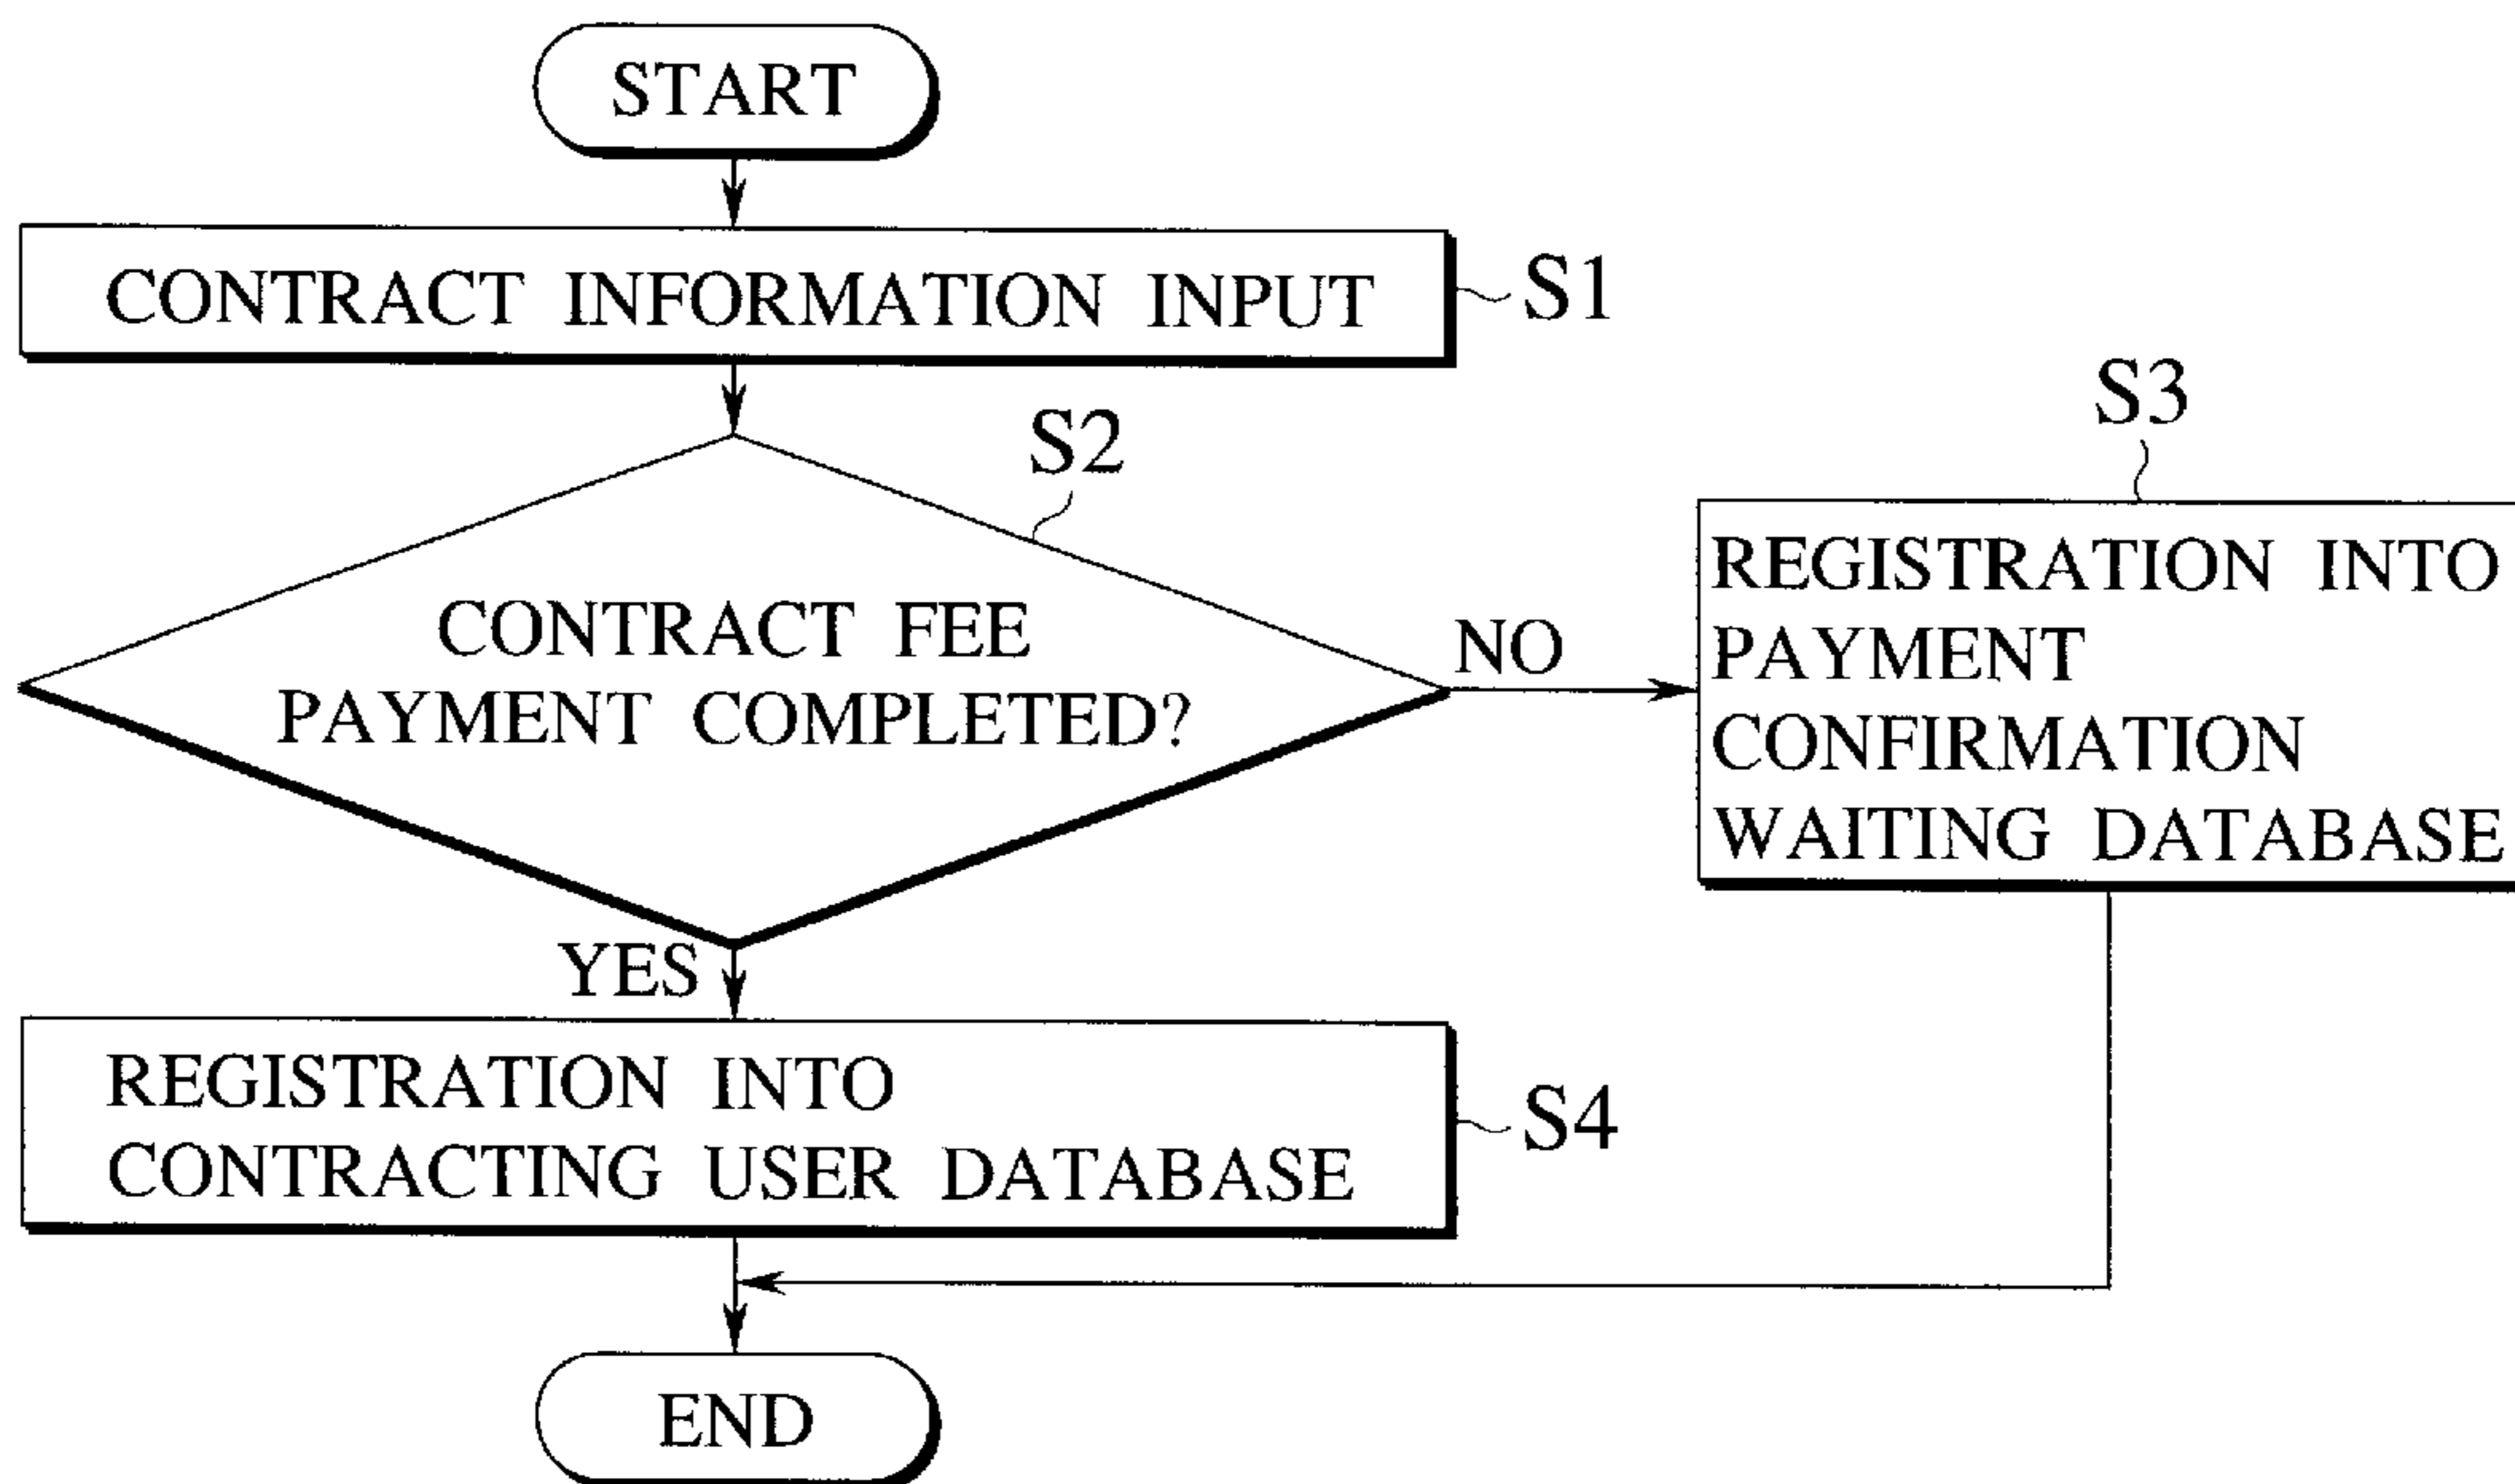 START
CONTRACT INFORMATION INPUT
S1
S2
CONTRACT FEE
PAYMENT COMPLETED?
NO
S3
REGISTRATION INTO
PAYMENT
CONFIRMATION
WAITING DATABASE
YES
REGISTRATION INTO
CONTRACTING USER DATABASE
S4
END